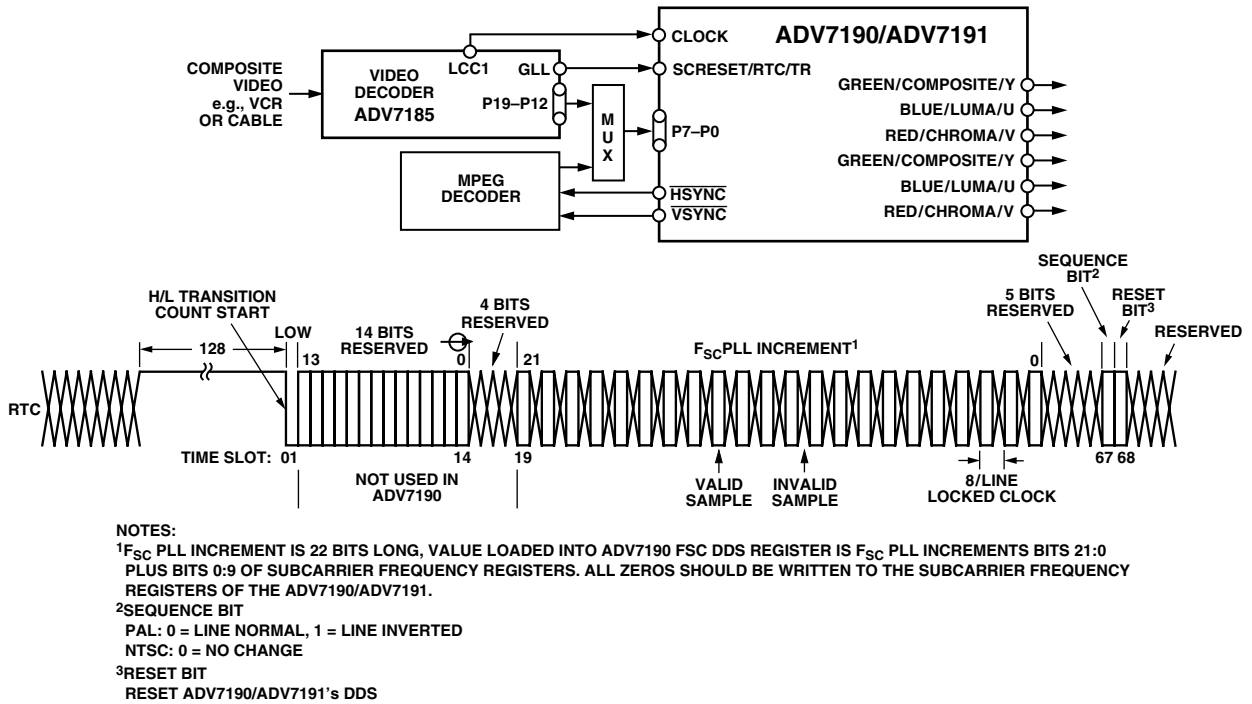 ADV7190/ADV7191
CLOCK
SCRESET/RTC/TR
P7–P0
HSYNC
VSYNC
GREEN/COMPOSITE/Y
BLUE/LUMA/U
RED/CHROMA/V
GREEN/COMPOSITE/Y
BLUE/LUMA/U
RED/CHROMA/V
COMPOSITE
VIDEO
e.g., VCR
OR CABLE
VIDEO
DECODER
ADV7185
LCC1
GLL
P19–P12
M
U
X
MPEG
DECODER
H/L TRANSITION
COUNT START
128
LOW
13
14 BITS
RESERVED
0
4 BITS
RESERVED
21
FSC PLL INCREMENT1
0
5 BITS
RESERVED
SEQUENCE
BIT2
RESET
BIT3
RESERVED
RTC
TIME SLOT: 01
14
19
67 68
NOT USED IN
ADV7190
VALID
SAMPLE
INVALID
SAMPLE
8/LINE
LOCKED CLOCK
NOTES:
1FSC PLL INCREMENT IS 22 BITS LONG, VALUE LOADED INTO ADV7190 FSC DDS REGISTER IS FSC PLL INCREMENTS BITS 21:0
PLUS BITS 0:9 OF SUBCARRIER FREQUENCY REGISTERS. ALL ZEROS SHOULD BE WRITTEN TO THE SUBCARRIER FREQUENCY
REGISTERS OF THE ADV7190/ADV7191.
2SEQUENCE BIT
PAL: 0 = LINE NORMAL, 1 = LINE INVERTED
NTSC: 0 = NO CHANGE
3RESET BIT
RESET ADV7190/ADV7191's DDS